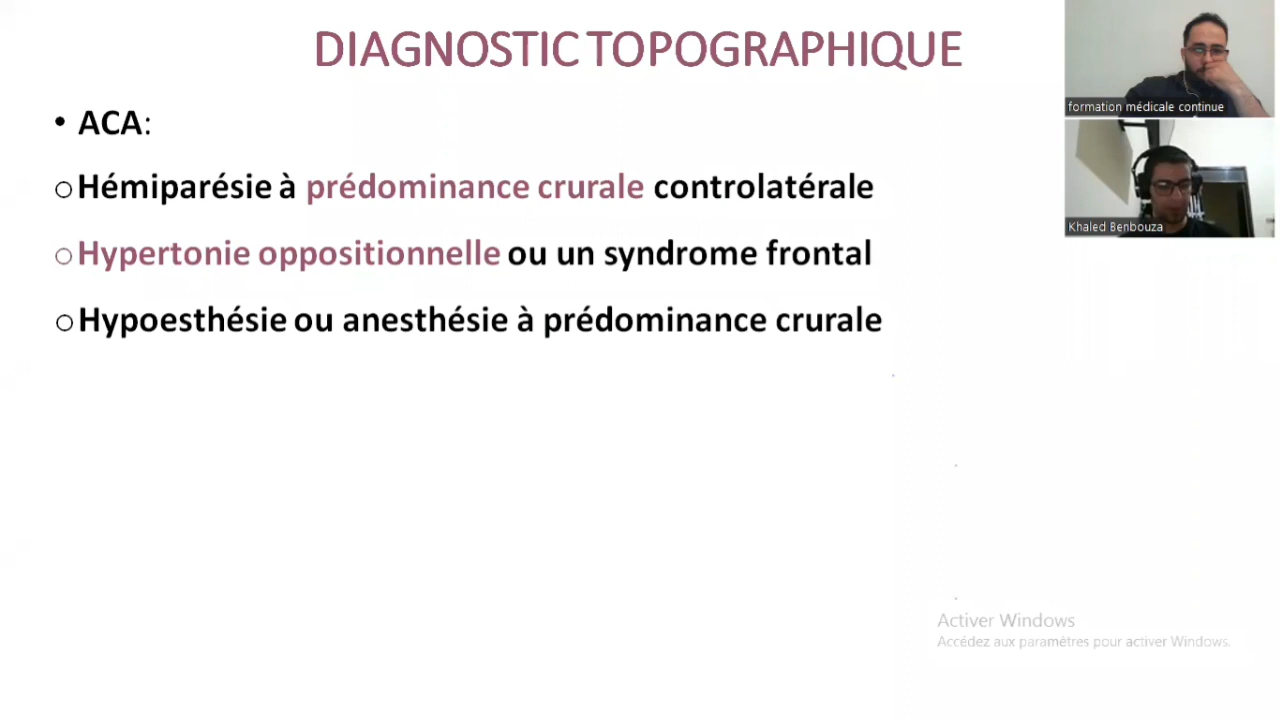 DIAGNOSTIC TOPOGRAPHIQUE
• ACA:
○Hémiparésie à prédominance crurale controlatérale
○Hypertonie oppositionnelle ou un syndrome frontal
○Hypoesthésie ou anesthésie à prédominance crurale
formation médicale continue
Khaled Benbouza
Activer Windows
Accédez aux paramètres pour activer Windows.